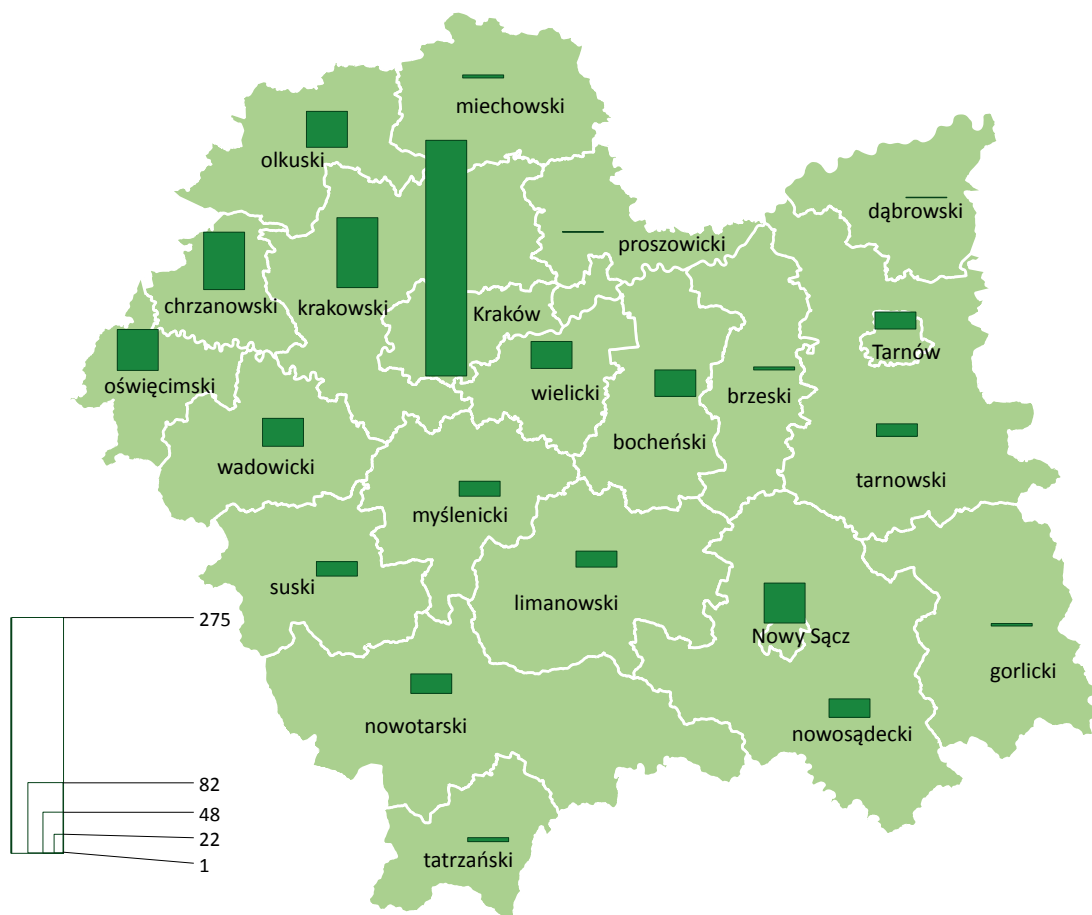 miechowski
olkuski
dąbrowski
proszowicki
chrzanowski
krakowski
Kraków
Tarnów
oświęcimski
wielicki
brzeski
bocheński
wadowicki
tarnowski
myślenicki
suski
limanowski
275
Nowy Sącz
gorlicki
nowotarski
nowosądecki
82
48
22
1
tatrzański